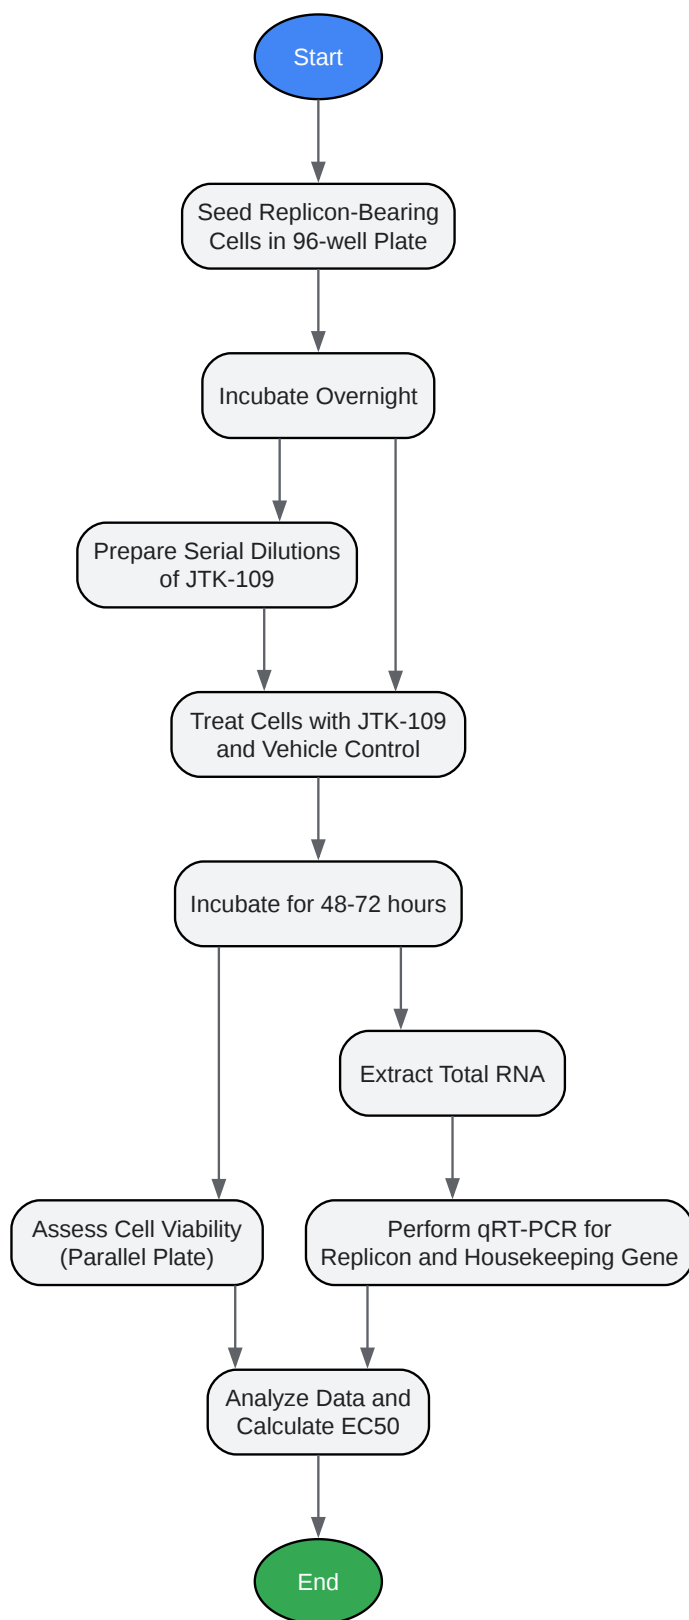 Start
Seed Replicon-Bearing
Cells in 96-well Plate
Incubate Overnight
Prepare Serial Dilutions
of JTK-109
Treat Cells with JTK-109
and Vehicle Control
Incubate for 48-72 hours
Extract Total RNA
Assess Cell Viability
(Parallel Plate)
Perform qRT-PCR for
Replicon and Housekeeping Gene
Analyze Data and
Calculate EC50
End